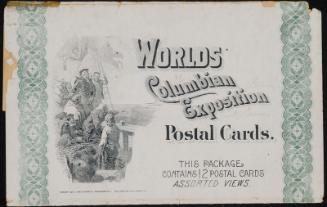 WORLDS
Columbian
Exposition
Postal Cards.
THIS PACKAGE
CONTAINS 12 POSTAL CARDS
ASSORTED VIEWS